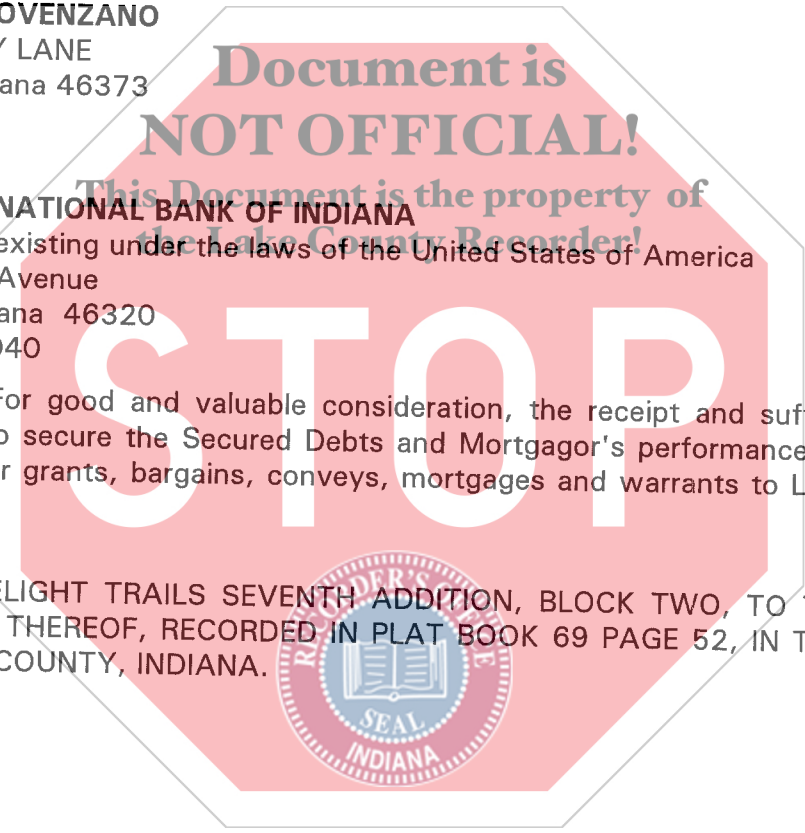 OVENZANO
Y LANE
ana 46373
Document is
NOT OFFICIAL!
This Document is the property of
the Lake County Recorder!
NATIONAL BANK OF INDIANA
existing under the laws of the United States of America
Avenue
ana 46320
040
STOP
For good and valuable consideration, the receipt and suf
o secure the Secured Debts and Mortgagor's performance
r grants, bargains, conveys, mortgages and warrants to L
ELIGHT TRAILS SEVENTH ADDITION, BLOCK TWO, TO
THEREOF, RECORDED IN PLAT BOOK 69 PAGE 52, IN T
COUNTY, INDIANA.
RECORDER'S OFFICE
SEAL
INDIANA